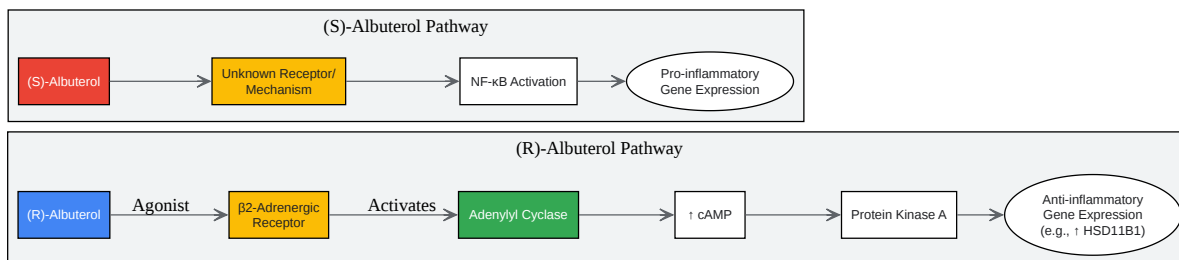 (S)-Albuterol Pathway
(S)-Albuterol
Unknown Receptor/
Mechanism
NF-κB Activation
Pro-inflammatory
Gene Expression
(R)-Albuterol Pathway
(R)-Albuterol
Agonist
β2-Adrenergic
Receptor
Activates
Adenylyl Cyclase
↑ cAMP
Protein Kinase A
Anti-inflammatory
Gene Expression
(e.g., ↑ HSD11B1)